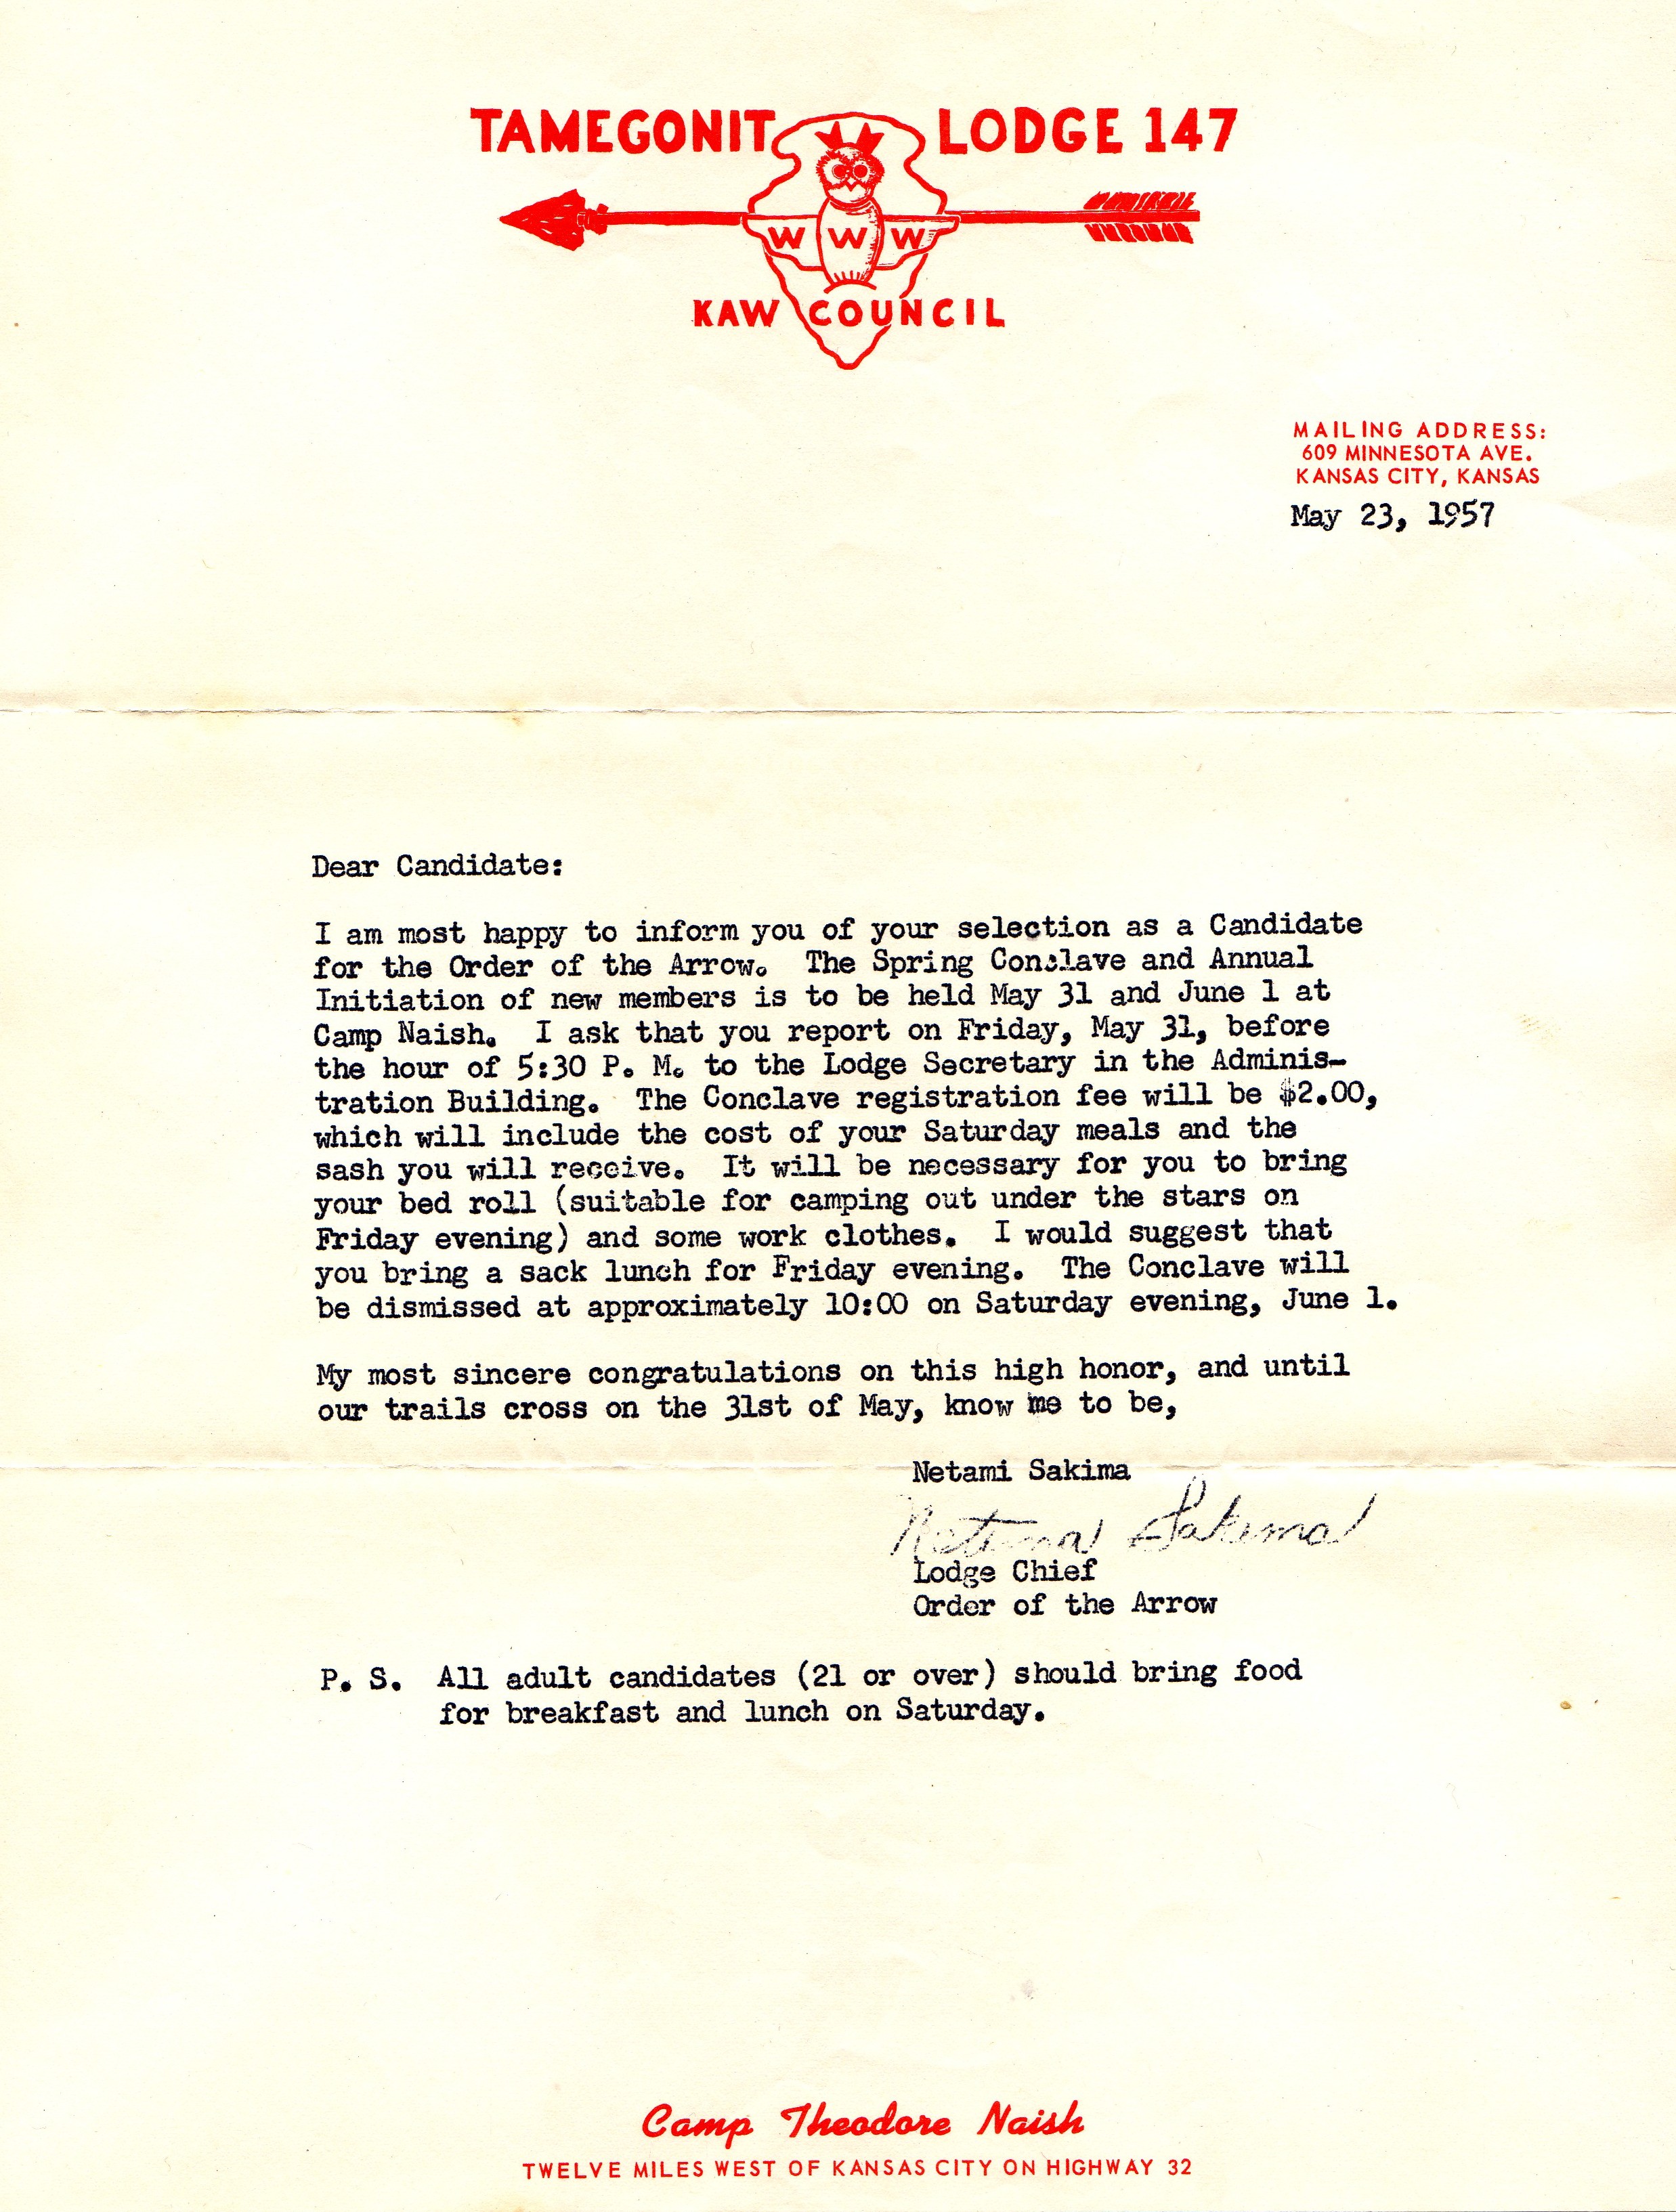 TAMEGONIT LODGE 147
W W W
KAW COUNCIL
MAILING ADDRESS:
609 MINNESOTA AVE.
KANSAS CITY, KANSAS
May 23, 1957
Dear Candidate:
I am most happy to inform you of your selection as a Candidate
for the Order of the Arrow. The Spring Conclave and Annual
Initiation of new members is to be held May 31 and June 1 at
Camp Naish. I ask that you report on Friday, May 31, before
the hour of 5:30 P. M. to the Lodge Secretary in the Adminis-
tration Building. The Conclave registration fee will be $2.00,
which will include the cost of your Saturday meals and the
sash you will receive. It will be necessary for you to bring
your bed roll (suitable for camping out under the stars on
Friday evening) and some work clothes. I would suggest that
you bring a sack lunch for Friday evening. The Conclave will
be dismissed at approximately 10:00 on Saturday evening, June 1.
My most sincere congratulations on this high honor, and until
our trails cross on the 31st of May, know me to be,
Netami Sakima
Sakima
Lodge Chief
Order of the Arrow
P. S. All adult candidates (21 or over) should bring food
for breakfast and lunch on Saturday.
Camp Theodore Naish
TWELVE MILES WEST OF KANSAS CITY ON HIGHWAY 32